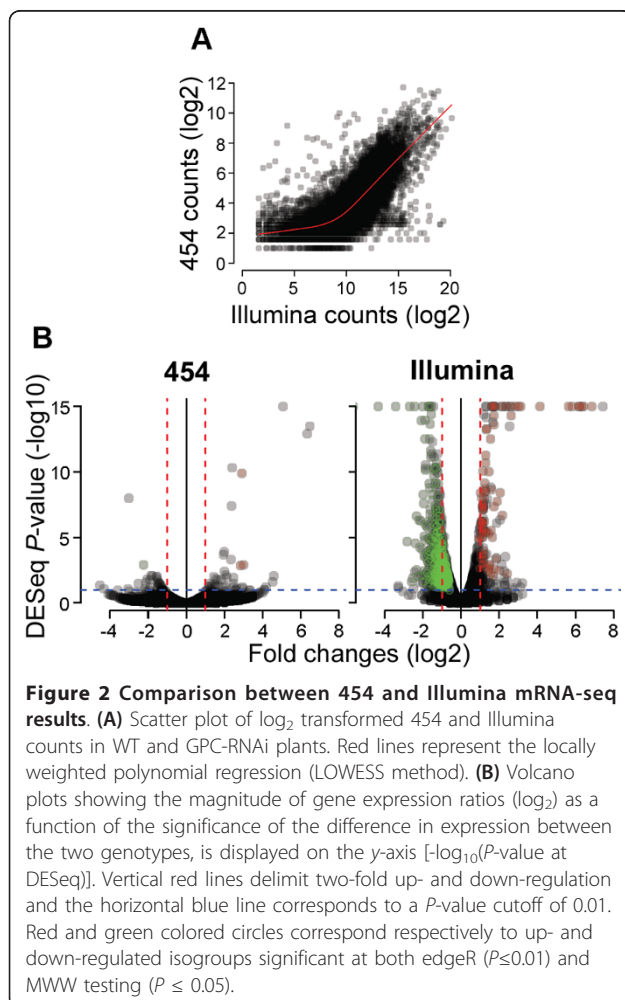 A
454 counts (log2)
12
10
8
6
4
2
0
0 5 10 15 20
Illumina counts (log2)
B
454 Illumina
DESeq P-value (-log10)
15
10
5
0
-4 -2 0 2 4 6 8 -4 -2 0 2 4 6 8
Fold changes (log2)
Figure 2 Comparison between 454 and Illumina mRNA-seq
results. (A) Scatter plot of log2 transformed 454 and Illumina
counts in WT and GPC-RNAi plants. Red lines represent the locally
weighted polynomial regression (LOWESS method). (B) Volcano
plots showing the magnitude of gene expression ratios (log2) as a
function of the significance of the difference in expression between
the two genotypes, is displayed on the y-axis [-log10(P-value at
DESeq)]. Vertical red lines delimit two-fold up- and down-regulation
and the horizontal blue line corresponds to a P-value cutoff of 0.01.
Red and green colored circles correspond respectively to up- and
down-regulated isogroups significant at both edgeR (P≤0.01) and
MWW testing (P ≤ 0.05).